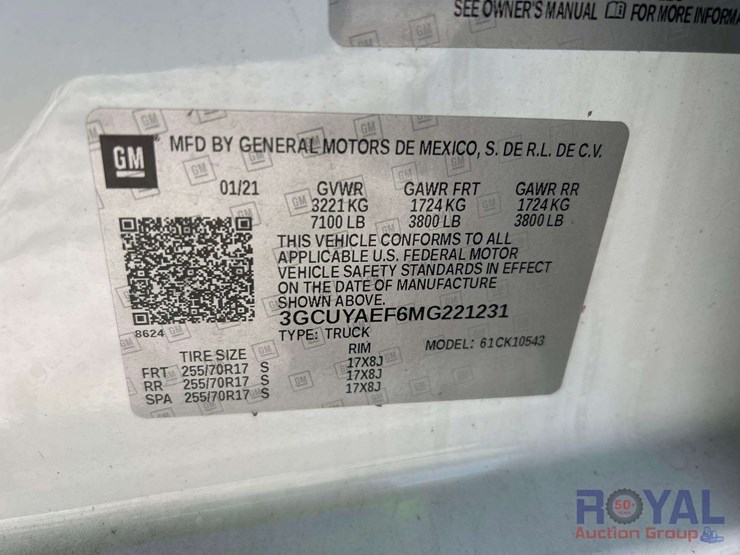 SEE OWNER'S MANUAL FOR MORE
GM
MFD BY GENERAL MOTORS DE MEXICO, S. DE R.L. DE C.V.
01/21 GVWR GAWR FRT GAWR RR
3221 KG 1724 KG 1724 KG
7100 LB 3800 LB 3800 LB
THIS VEHICLE CONFORMS TO ALL
APPLICABLE U.S. FEDERAL MOTOR
VEHICLE SAFETY STANDARDS IN EFFECT
ON THE DATE OF MANUFACTURE
3GCUYAEF6MG221231
8624
TYPE: TRUCK MODEL: 61CK10543
TIRE SIZE RIM
FRT 255/70R17 S 17X8J
RR 255/70R17 S 17X8J
SPA 255/70R17 S 17X8J
ROYAL
50
Auction Group